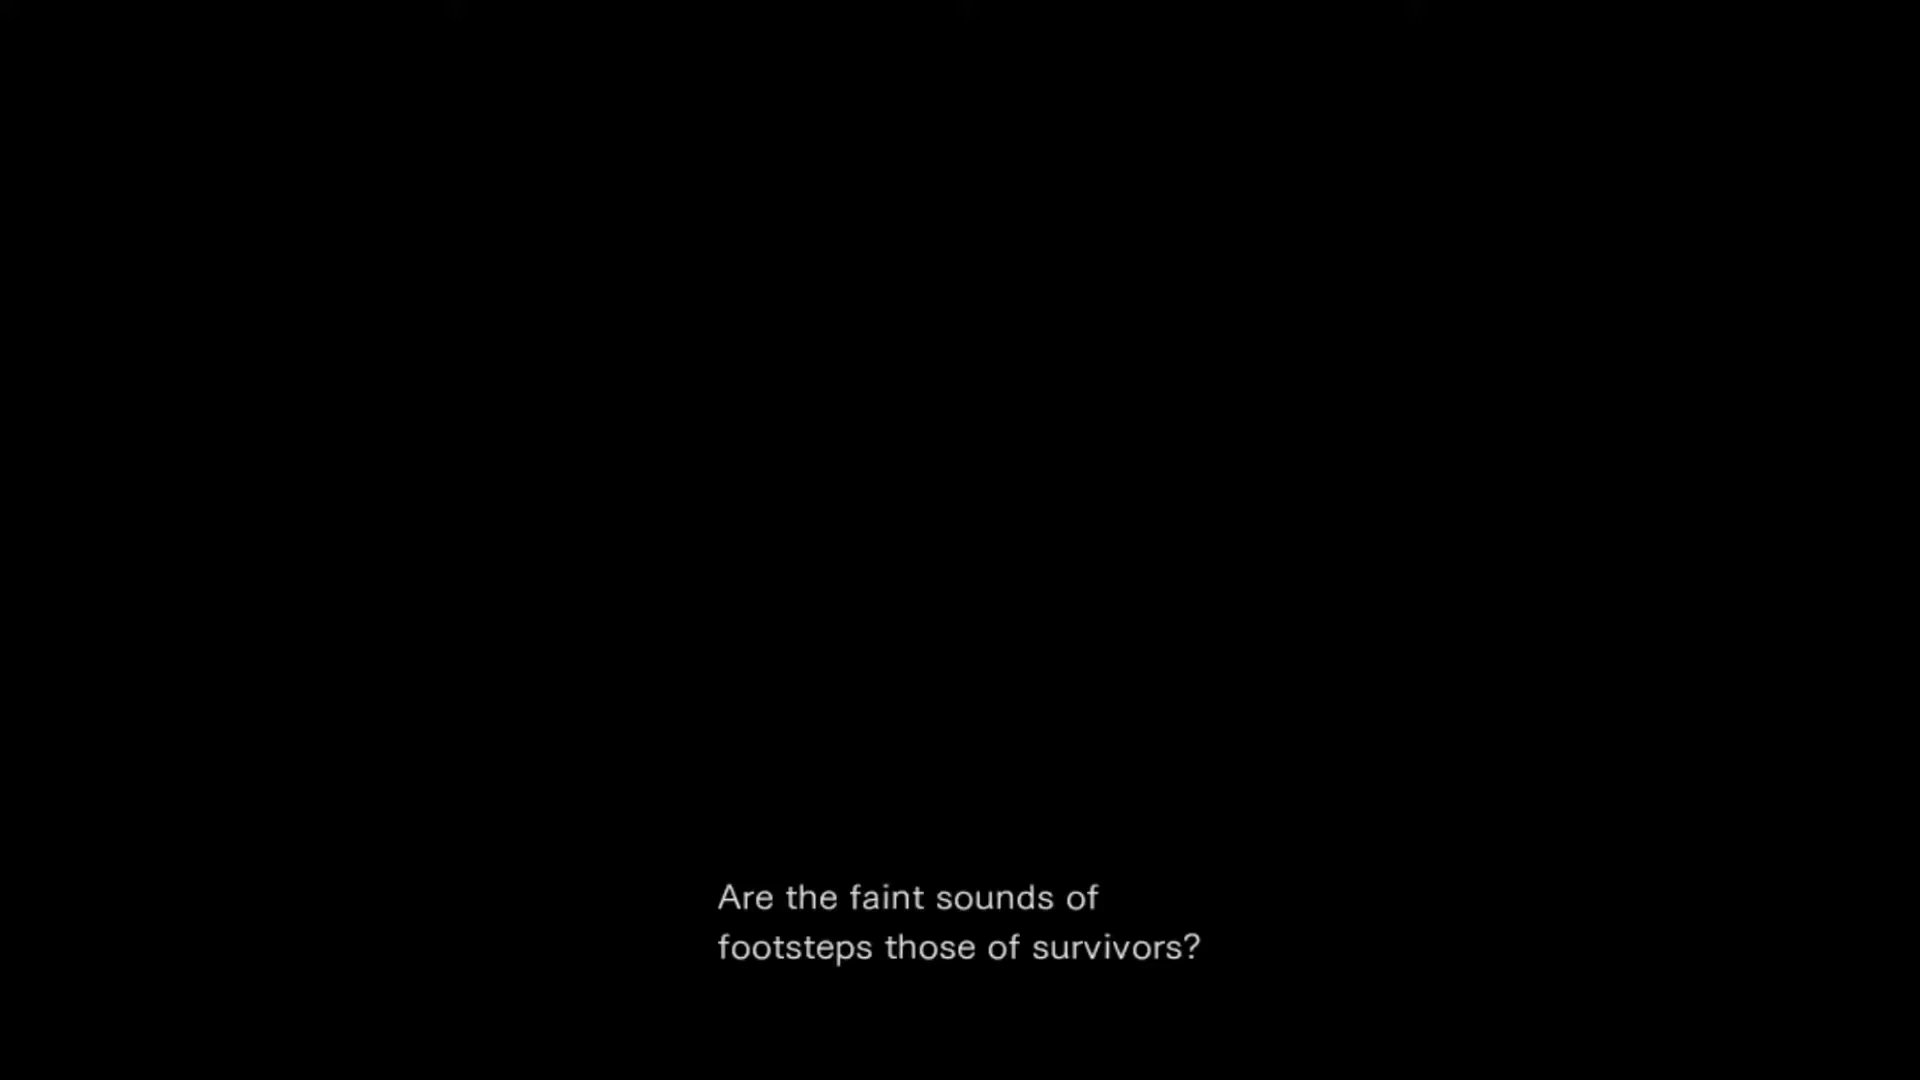 Are the faint sounds of
footsteps those of survivors?